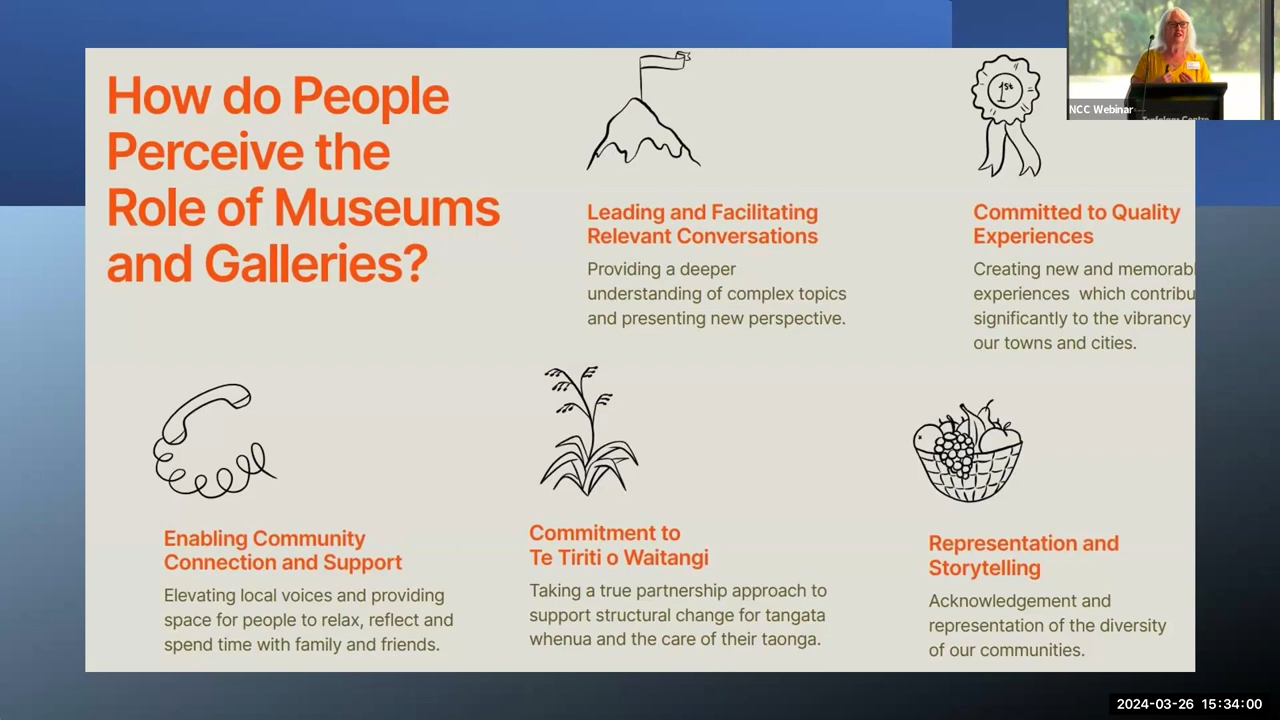 How do People
Perceive the
Role of Museums
and Galleries?
1st
NCC Webinar
Leading and Facilitating
Relevant Conversations
Providing a deeper
understanding of complex topics
and presenting new perspective.
Committed to Quality
Experiences
Creating new and memorabl
experiences which contribu
significantly to the vibrancy
our towns and cities.
Enabling Community
Connection and Support
Elevating local voices and providing
space for people to relax, reflect and
spend time with family and friends.
Commitment to
Te Tiriti o Waitangi
Taking a true partnership approach to
support structural change for tangata
whenua and the care of their taonga.
Representation and
Storytelling
Acknowledgement and
representation of the diversity
of our communities.
2024-03-26 15:34:00